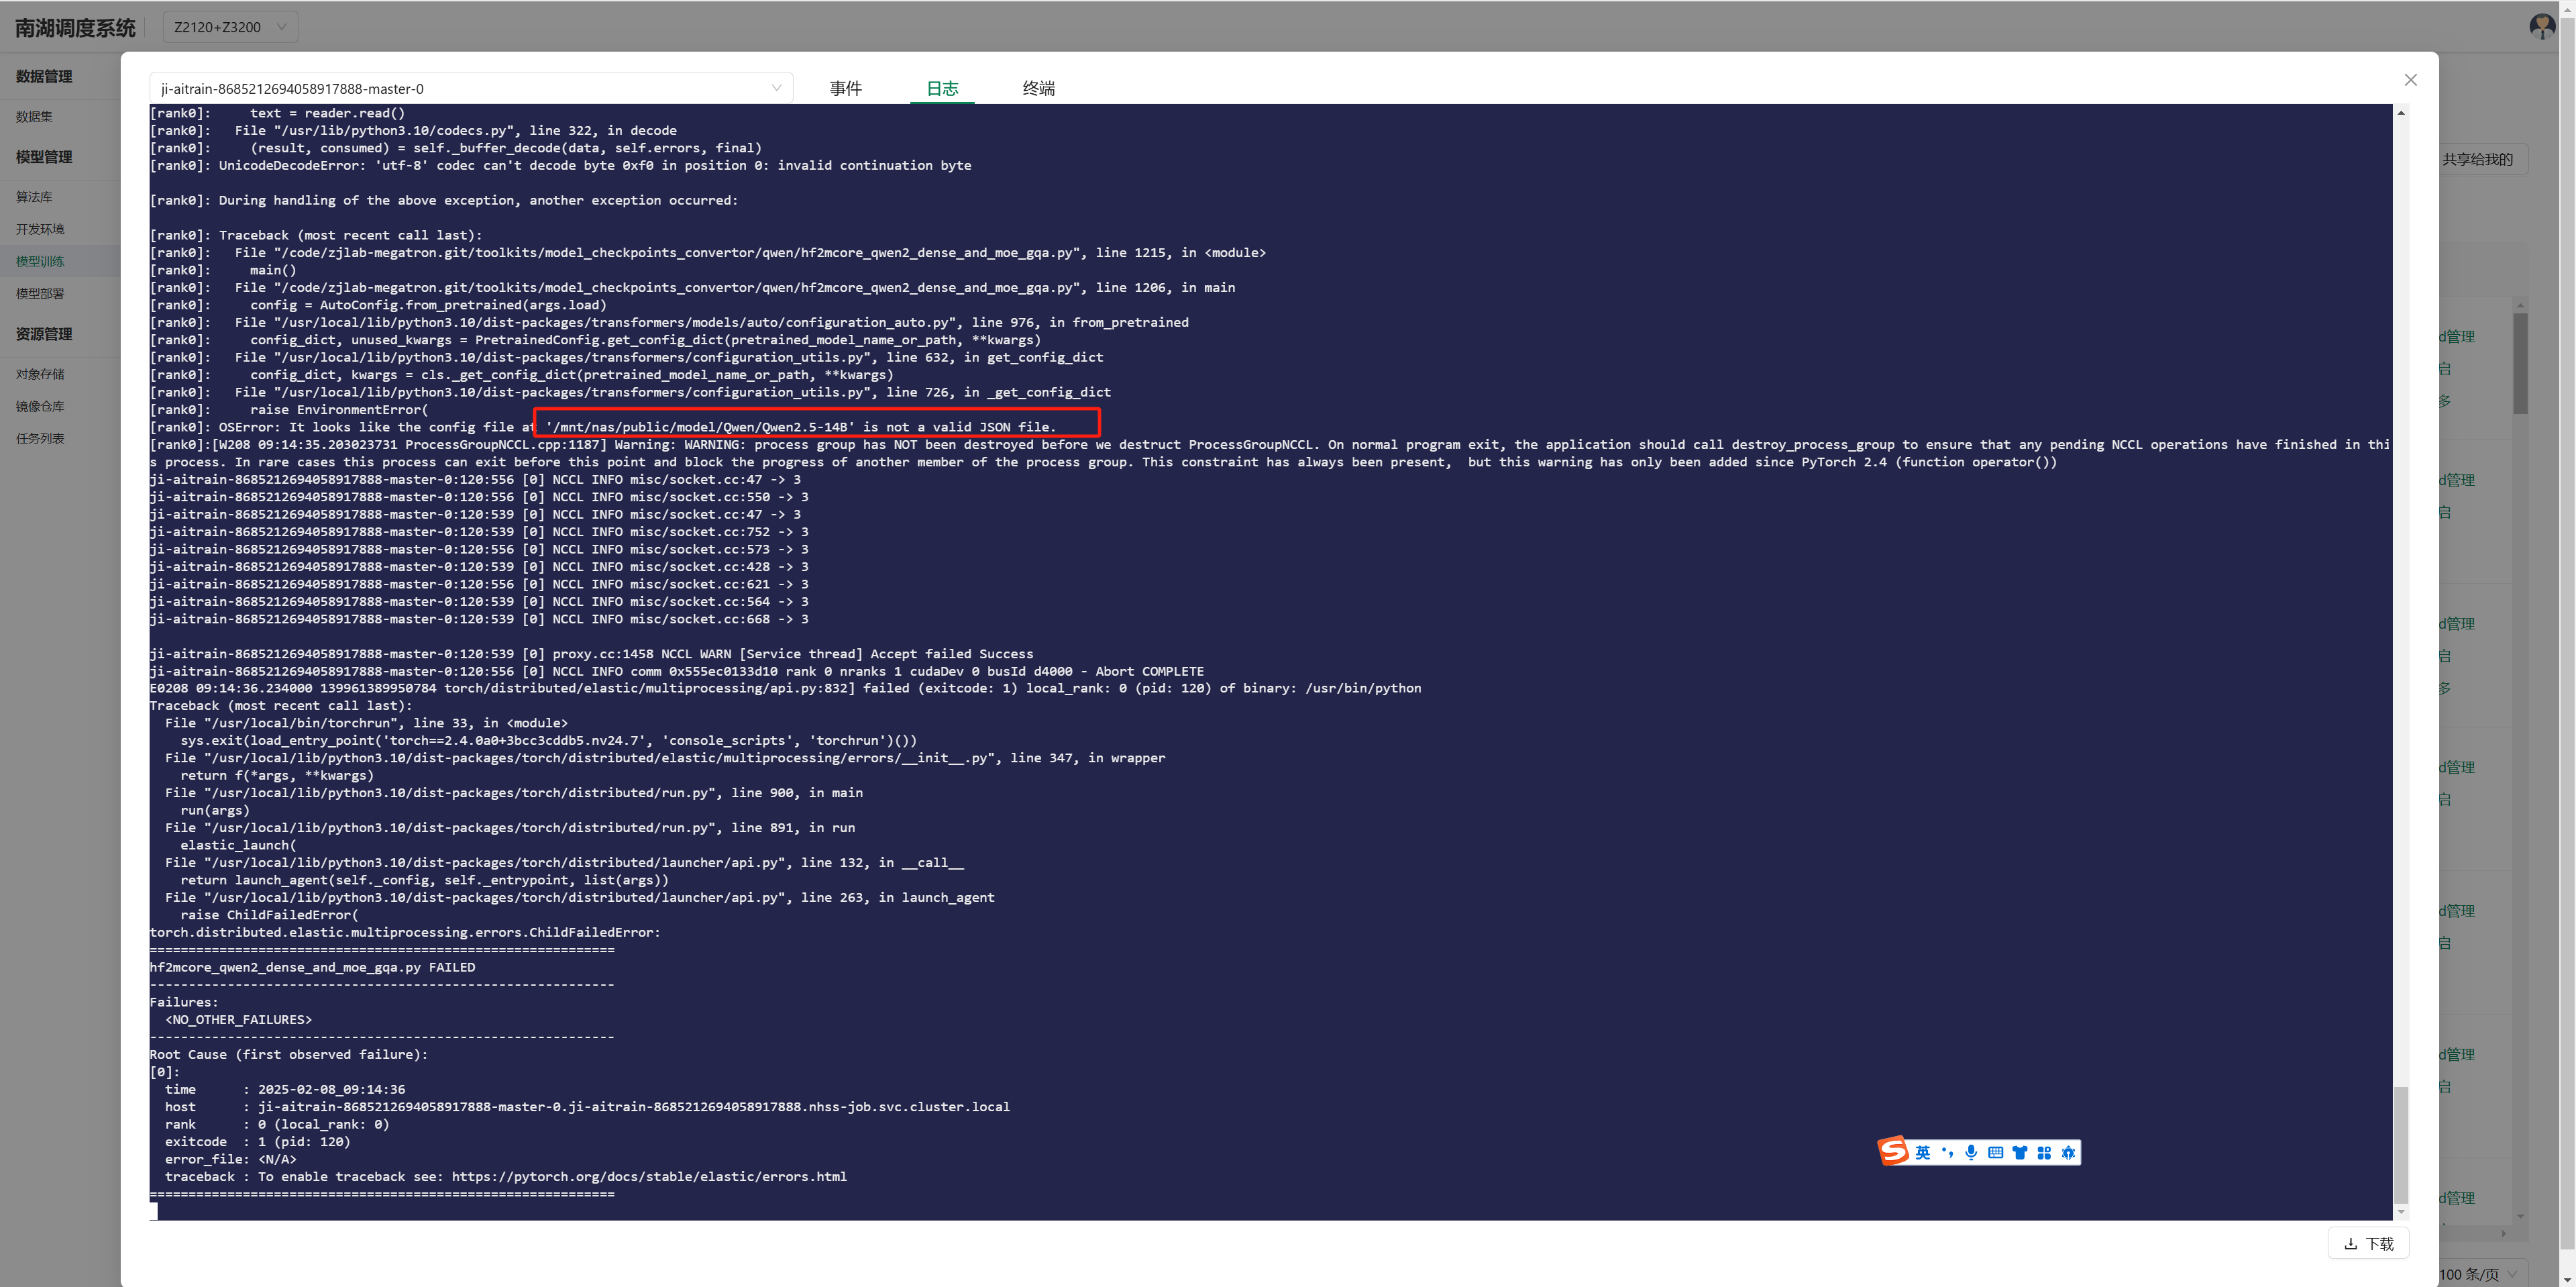 南湖调度系统
Z2120+Z3200
数据管理
数据集
模型管理
算法库
开发环境
模型训练
模型部署
资源管理
对象存储
镜像仓库
任务列表
ji-aitrain-8685212694058917888-master-0
事件
日志
终端
[rank0]:     text = reader.read()
[rank0]:   File "/usr/lib/python3.10/codecs.py", line 322, in decode
[rank0]:     (result, consumed) = self._buffer_decode(data, self.errors, final)
[rank0]: UnicodeDecodeError: 'utf-8' codec can't decode byte 0xf0 in position 0: invalid continuation byte
[rank0]: During handling of the above exception, another exception occurred:
[rank0]: Traceback (most recent call last):
[rank0]:   File "/code/zjlab-megatron.git/toolkits/model_checkpoints_convertor/qwen/hf2mcore_qwen2_dense_and_moe_gqa.py", line 1215, in <module>
[rank0]:     main()
[rank0]:   File "/code/zjlab-megatron.git/toolkits/model_checkpoints_convertor/qwen/hf2mcore_qwen2_dense_and_moe_gqa.py", line 1206, in main
[rank0]:     config = AutoConfig.from_pretrained(args.load)
[rank0]:   File "/usr/local/lib/python3.10/dist-packages/transformers/models/auto/configuration_auto.py", line 976, in from_pretrained
[rank0]:     config_dict, unused_kwargs = PretrainedConfig.get_config_dict(pretrained_model_name_or_path, **kwargs)
[rank0]:   File "/usr/local/lib/python3.10/dist-packages/transformers/configuration_utils.py", line 632, in get_config_dict
[rank0]:     config_dict, kwargs = cls._get_config_dict(pretrained_model_name_or_path, **kwargs)
[rank0]:   File "/usr/local/lib/python3.10/dist-packages/transformers/configuration_utils.py", line 726, in _get_config_dict
[rank0]:     raise EnvironmentError(
[rank0]: OSError: It looks like the config file at '/mnt/nas/public/model/Qwen/Qwen2.5-14B' is not a valid JSON file.
[rank0]:[W208 09:14:35.203023731 ProcessGroupNCCL.cpp:1187] Warning: WARNING: process group has NOT been destroyed before we destruct ProcessGroupNCCL. On normal program exit, the application should call destroy_process_group to ensure that any pending NCCL operations have finished in thi
s process. In rare cases this process can exit before this point and block the progress of another member of the process group. This constraint has always been present,  but this warning has only been added since PyTorch 2.4 (function operator())
ji-aitrain-8685212694058917888-master-0:120:556 [0] NCCL INFO misc/socket.cc:47 -> 3
ji-aitrain-8685212694058917888-master-0:120:556 [0] NCCL INFO misc/socket.cc:550 -> 3
ji-aitrain-8685212694058917888-master-0:120:539 [0] NCCL INFO misc/socket.cc:47 -> 3
ji-aitrain-8685212694058917888-master-0:120:539 [0] NCCL INFO misc/socket.cc:752 -> 3
ji-aitrain-8685212694058917888-master-0:120:556 [0] NCCL INFO misc/socket.cc:573 -> 3
ji-aitrain-8685212694058917888-master-0:120:539 [0] NCCL INFO misc/socket.cc:428 -> 3
ji-aitrain-8685212694058917888-master-0:120:556 [0] NCCL INFO misc/socket.cc:621 -> 3
ji-aitrain-8685212694058917888-master-0:120:539 [0] NCCL INFO misc/socket.cc:564 -> 3
ji-aitrain-8685212694058917888-master-0:120:539 [0] NCCL INFO misc/socket.cc:668 -> 3
ji-aitrain-8685212694058917888-master-0:120:539 [0] proxy.cc:1458 NCCL WARN [Service thread] Accept failed Success
ji-aitrain-8685212694058917888-master-0:120:556 [0] NCCL INFO comm 0x555ec0133d10 rank 0 nranks 1 cudaDev 0 busId d4000 - Abort COMPLETE
E0208 09:14:36.234000 139961389950784 torch/distributed/elastic/multiprocessing/api.py:832] failed (exitcode: 1) local_rank: 0 (pid: 120) of binary: /usr/bin/python
Traceback (most recent call last):
  File "/usr/local/bin/torchrun", line 33, in <module>
    sys.exit(load_entry_point('torch==2.4.0a0+3bcc3cddb5.nv24.7', 'console_scripts', 'torchrun')())
  File "/usr/local/lib/python3.10/dist-packages/torch/distributed/elastic/multiprocessing/errors/__init__.py", line 347, in wrapper
    return f(*args, **kwargs)
  File "/usr/local/lib/python3.10/dist-packages/torch/distributed/run.py", line 900, in main
    run(args)
  File "/usr/local/lib/python3.10/dist-packages/torch/distributed/run.py", line 891, in run
    elastic_launch(
  File "/usr/local/lib/python3.10/dist-packages/torch/distributed/launcher/api.py", line 132, in __call__
    return launch_agent(self._config, self._entrypoint, list(args))
  File "/usr/local/lib/python3.10/dist-packages/torch/distributed/launcher/api.py", line 263, in launch_agent
    raise ChildFailedError(
torch.distributed.elastic.multiprocessing.errors.ChildFailedError:
============================================================
hf2mcore_qwen2_dense_and_moe_gqa.py FAILED
------------------------------------------------------------
Failures:
  <NO_OTHER_FAILURES>
------------------------------------------------------------
Root Cause (first observed failure):
[0]:
  time      : 2025-02-08_09:14:36
  host      : ji-aitrain-8685212694058917888-master-0.ji-aitrain-8685212694058917888.nhss-job.svc.cluster.local
  rank      : 0 (local_rank: 0)
  exitcode  : 1 (pid: 120)
  error_file: <N/A>
  traceback : To enable traceback see: https://pytorch.org/docs/stable/elastic/errors.html
============================================================
英
下载
共享给我的
d管理
启
多
d管理
启
d管理
启
多
d管理
启
d管理
启
d管理
启
d管理
100 条/页